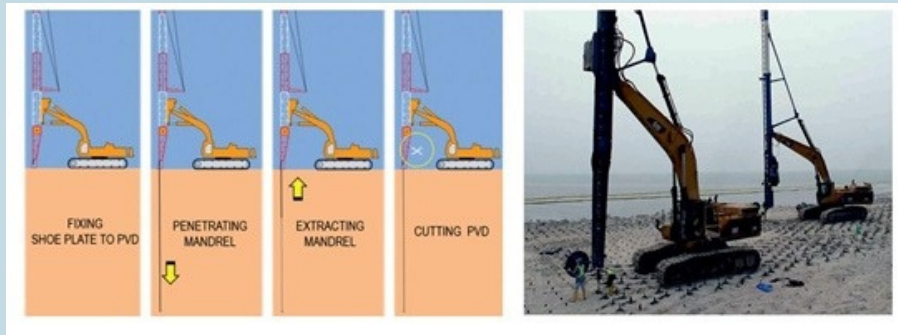 FIXING
SHOE PLATE TO PVD
PENETRATING
MANDREL
EXTRACTING
MANDREL
CUTTING PVD